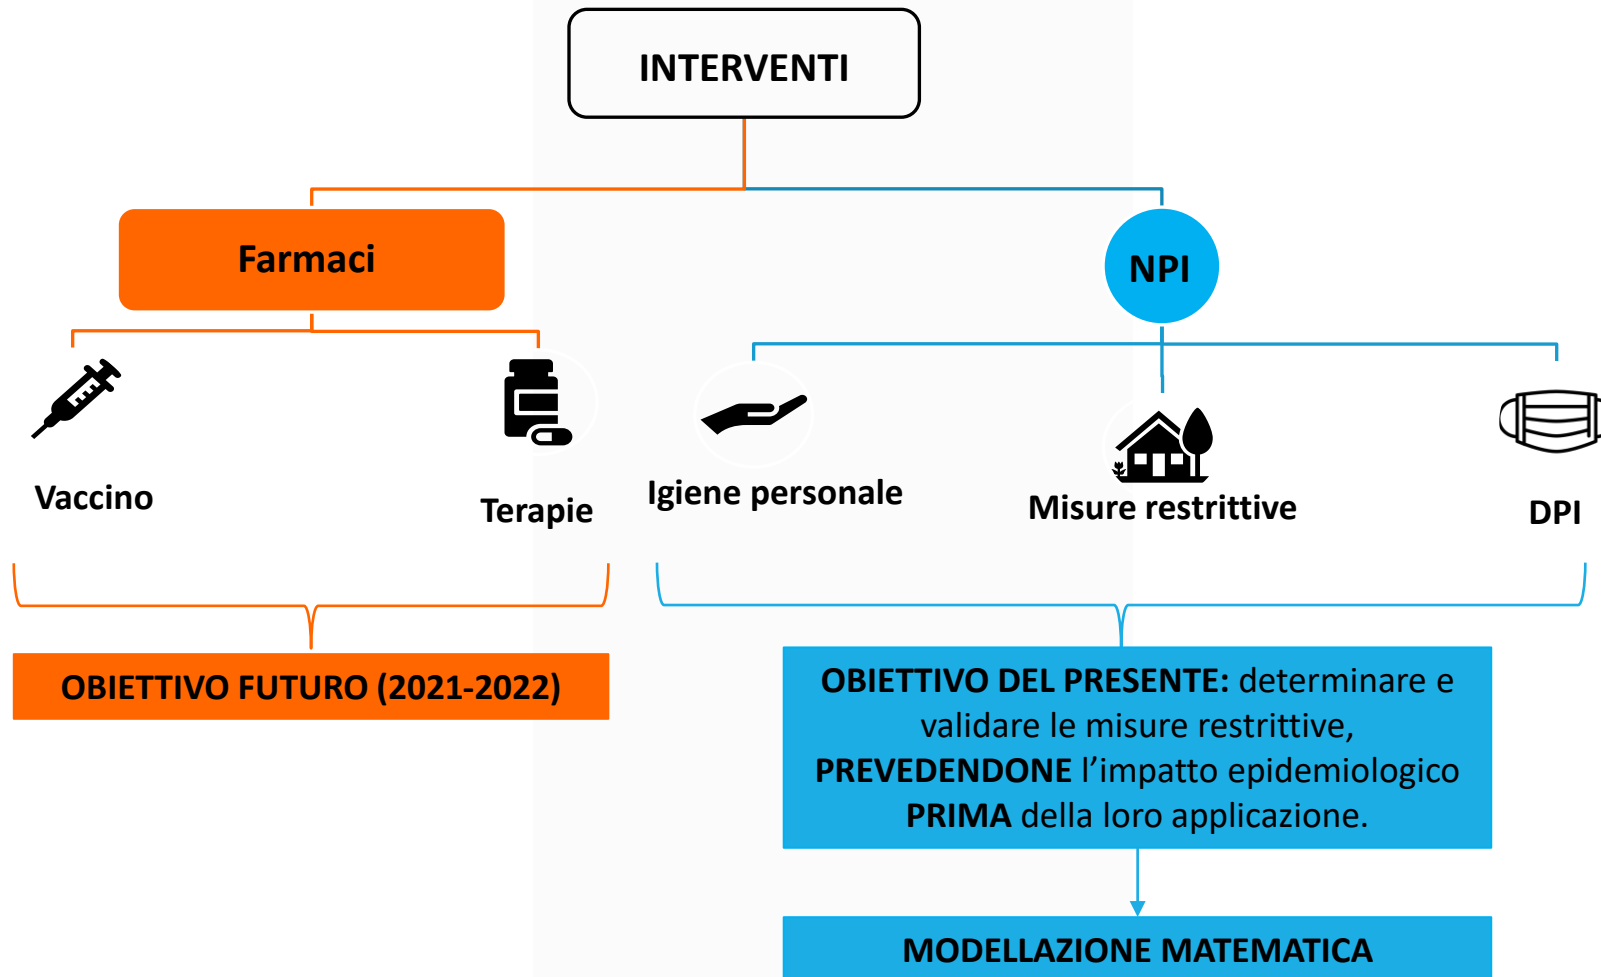 INTERVENTI
Farmaci
NPI
Vaccino
Terapie
Igiene personale
Misure restrittive
DPI
OBIETTIVO FUTURO (2021-2022)
OBIETTIVO DEL PRESENTE: determinare e
validare le misure restrittive,
PREVEDENDONE l’impatto epidemiologico
PRIMA della loro applicazione.
MODELLAZIONE MATEMATICA